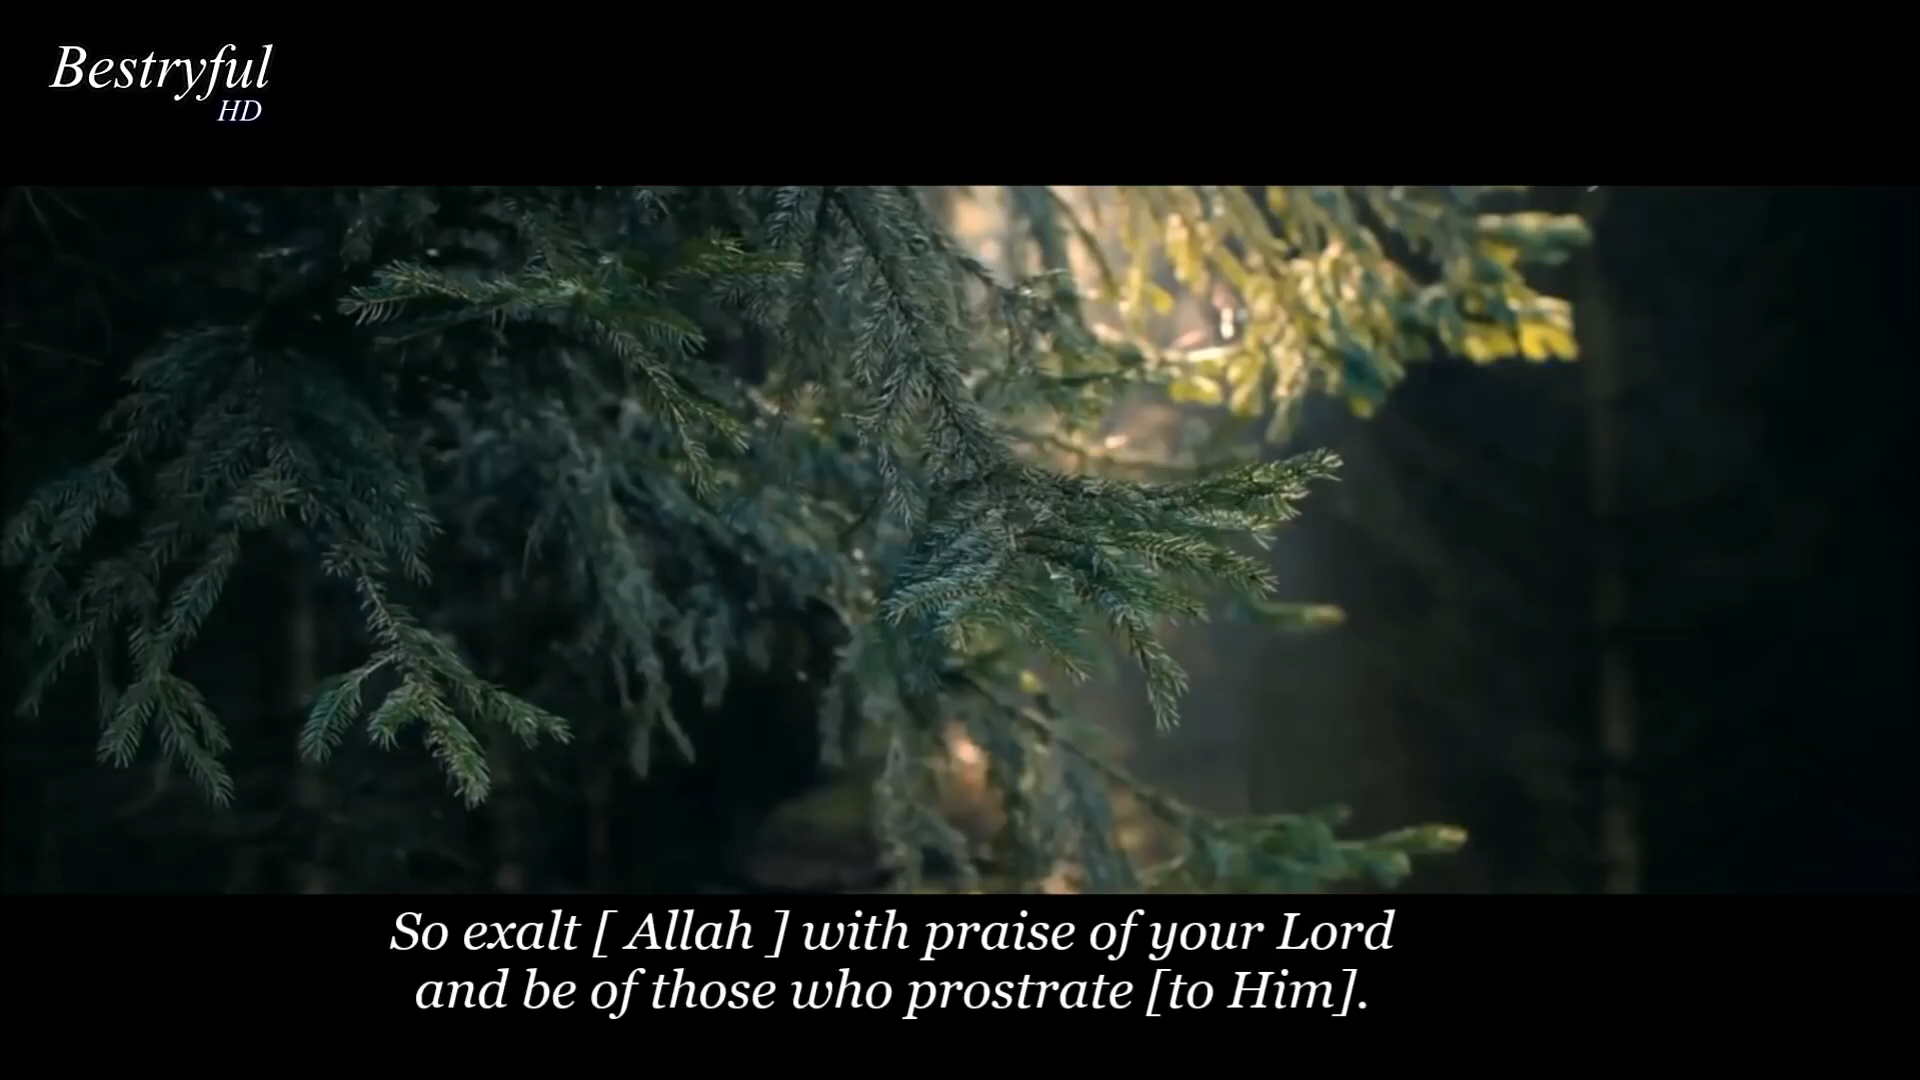 Bestryful
HD
So exalt [ Allah ] with praise of your Lord
and be of those who prostrate [to Him].